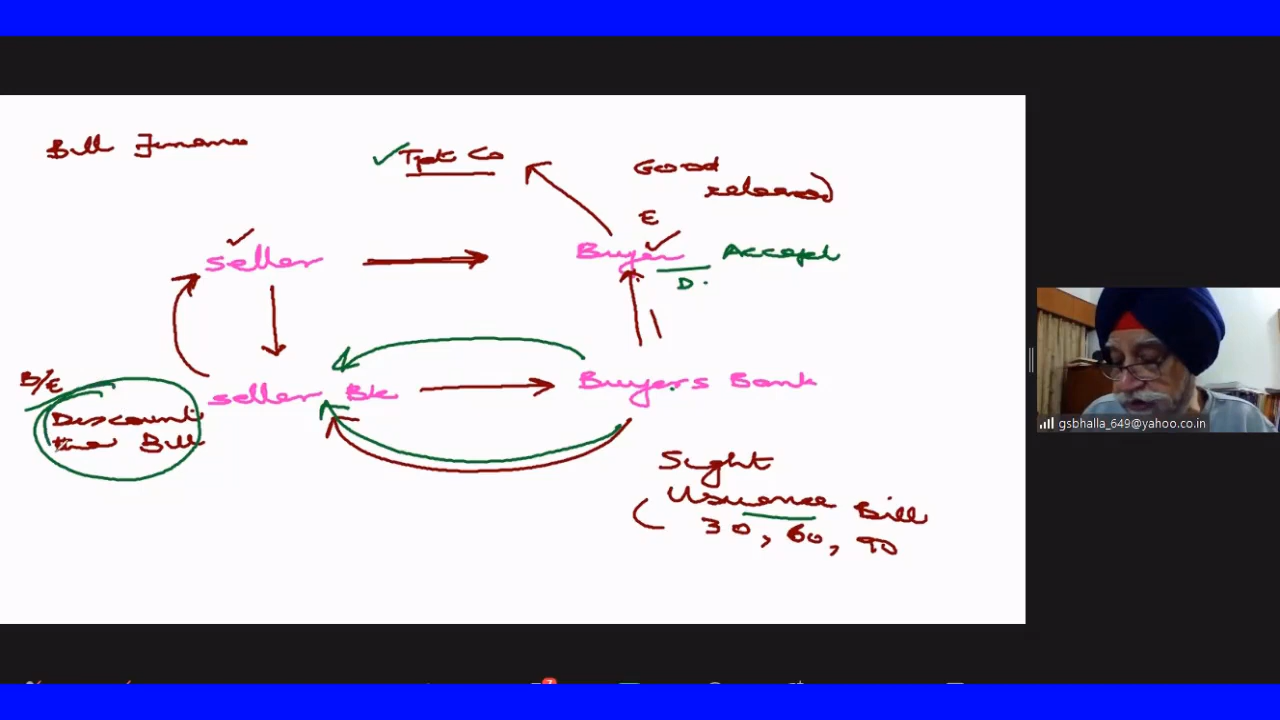 Bill Finance
Tpt Co
Good
released
E
Seller
Buyer
Accept
D.
B/E
Discount
the Bill
seller Bk
Buyers Bank
Sight
Usuance Bill
30, 60, 90
gsbhalla_649@yahoo.co.in